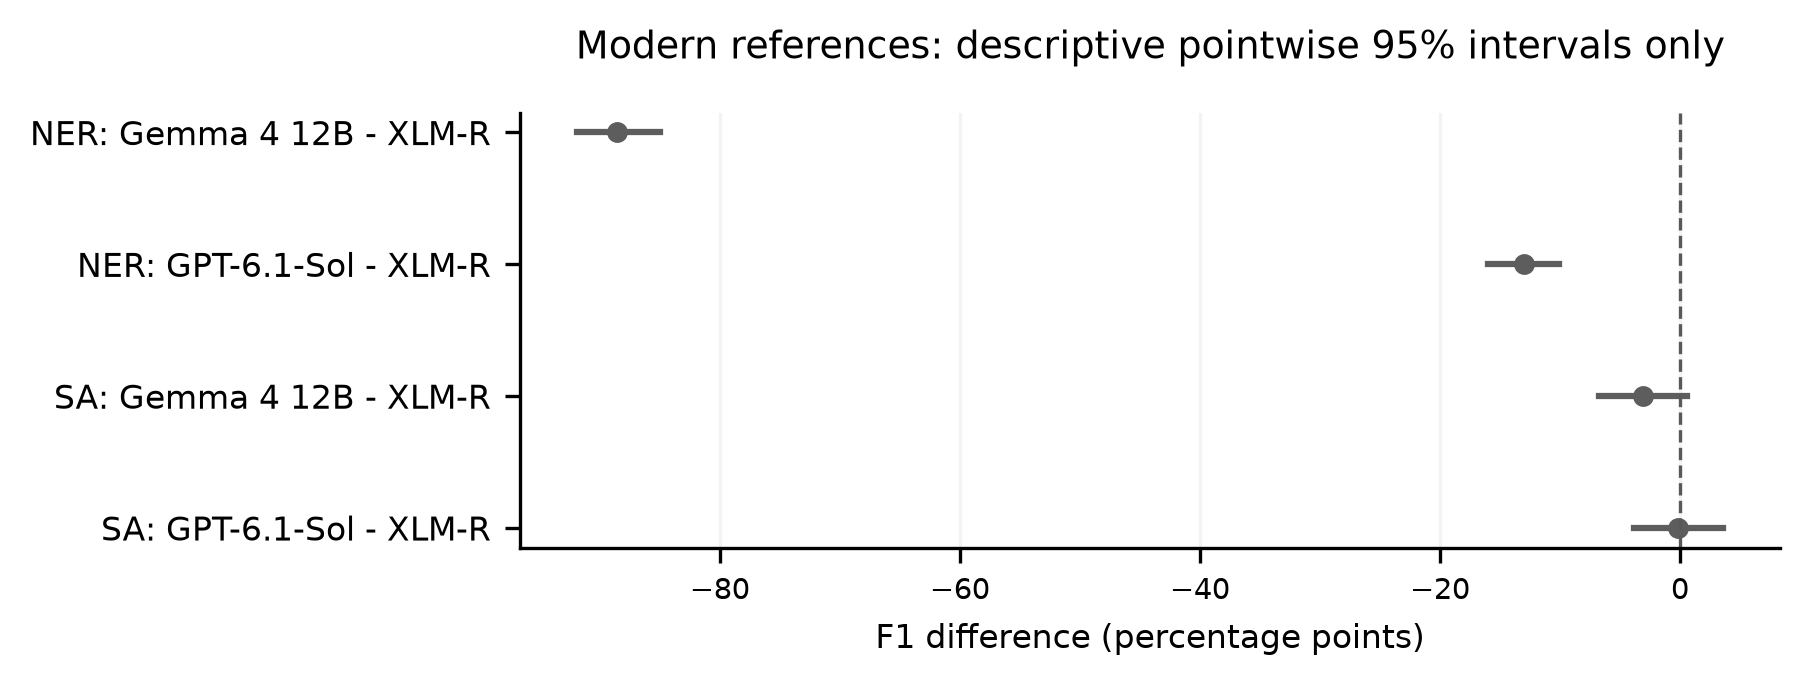 Modern references: descriptive pointwise 95% intervals only
NER: Gemma 4 12B - XLM-R
NER: GPT-6.1-Sol - XLM-R
SA: Gemma 4 12B - XLM-R
SA: GPT-6.1-Sol - XLM-R
−80 −60 −40 −20 0
F1 difference (percentage points)